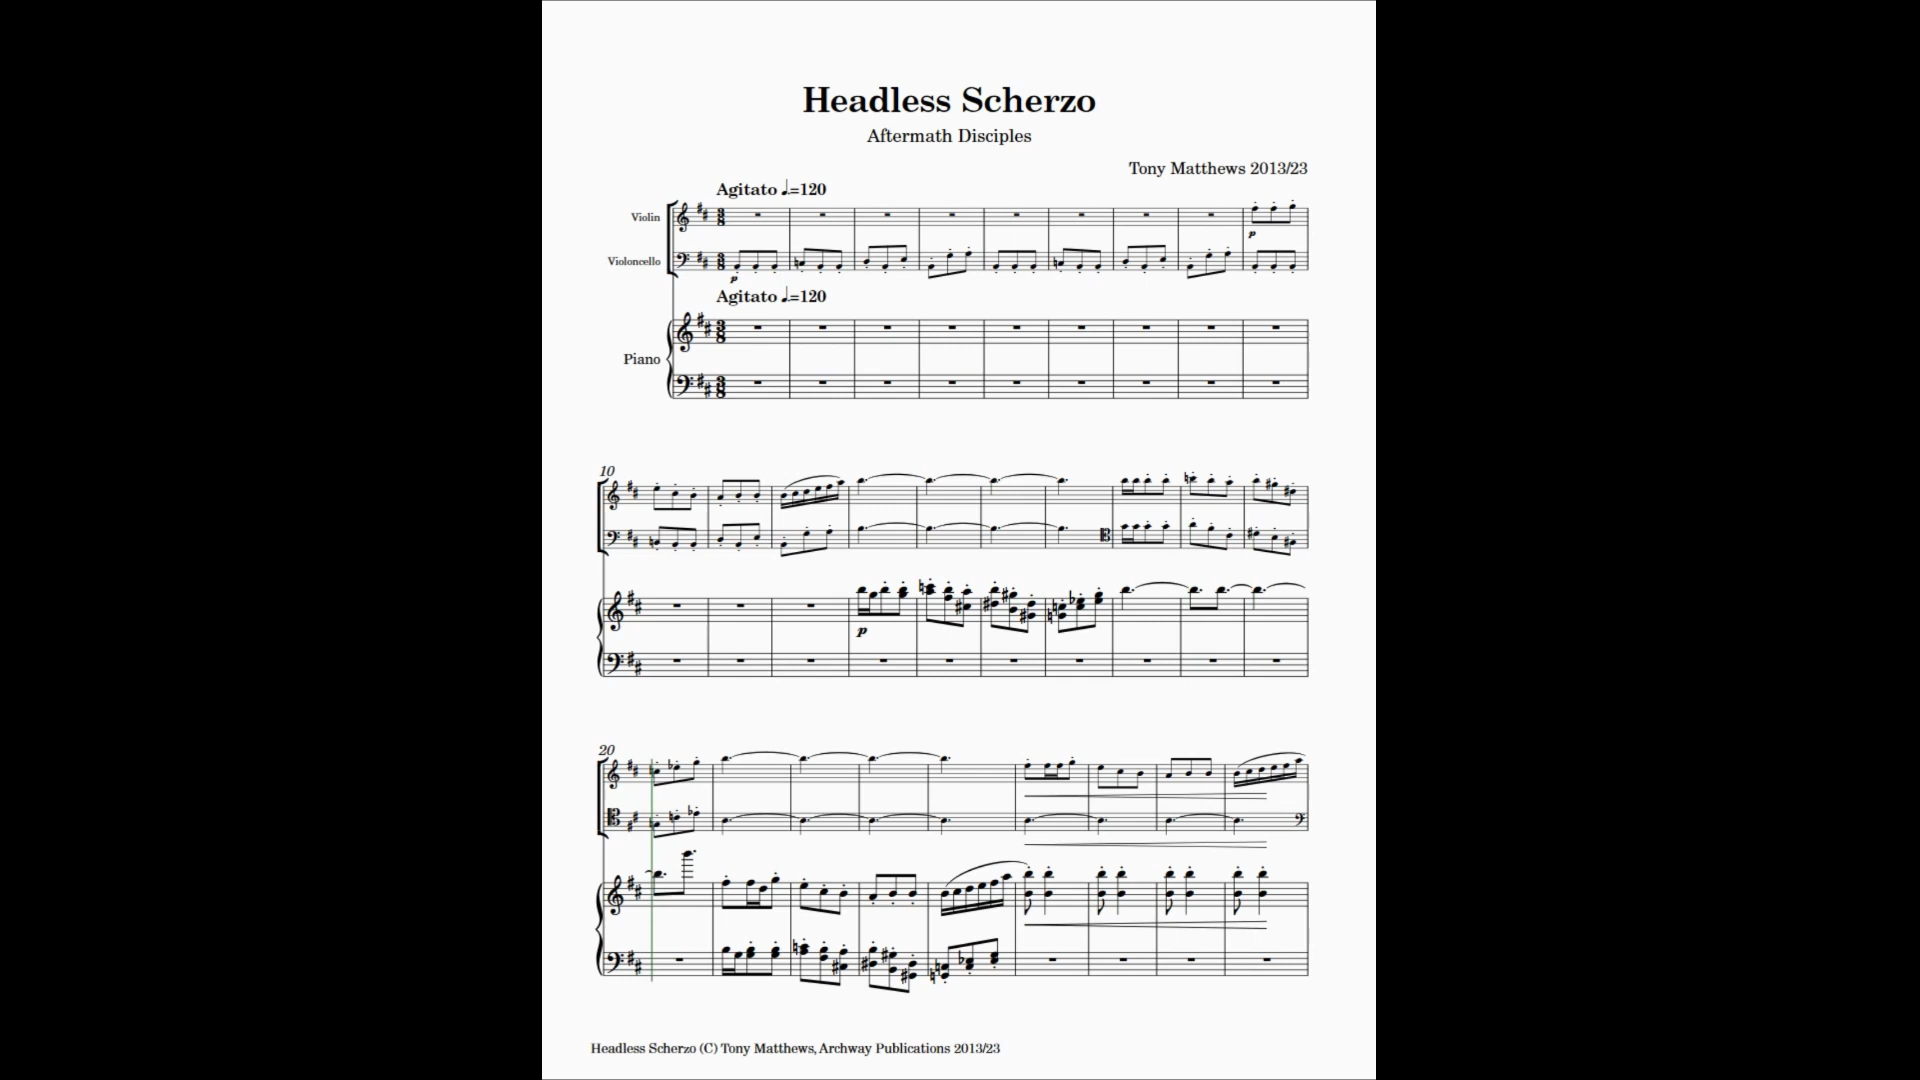 Headless Scherzo
Aftermath Disciples
Tony Matthews 2013/23
Agitato ♩.=120
Violin
p
Violoncello
p
Agitato ♩.=120
Piano
10
p
20
Headless Scherzo (C) Tony Matthews, Archway Publications 2013/23